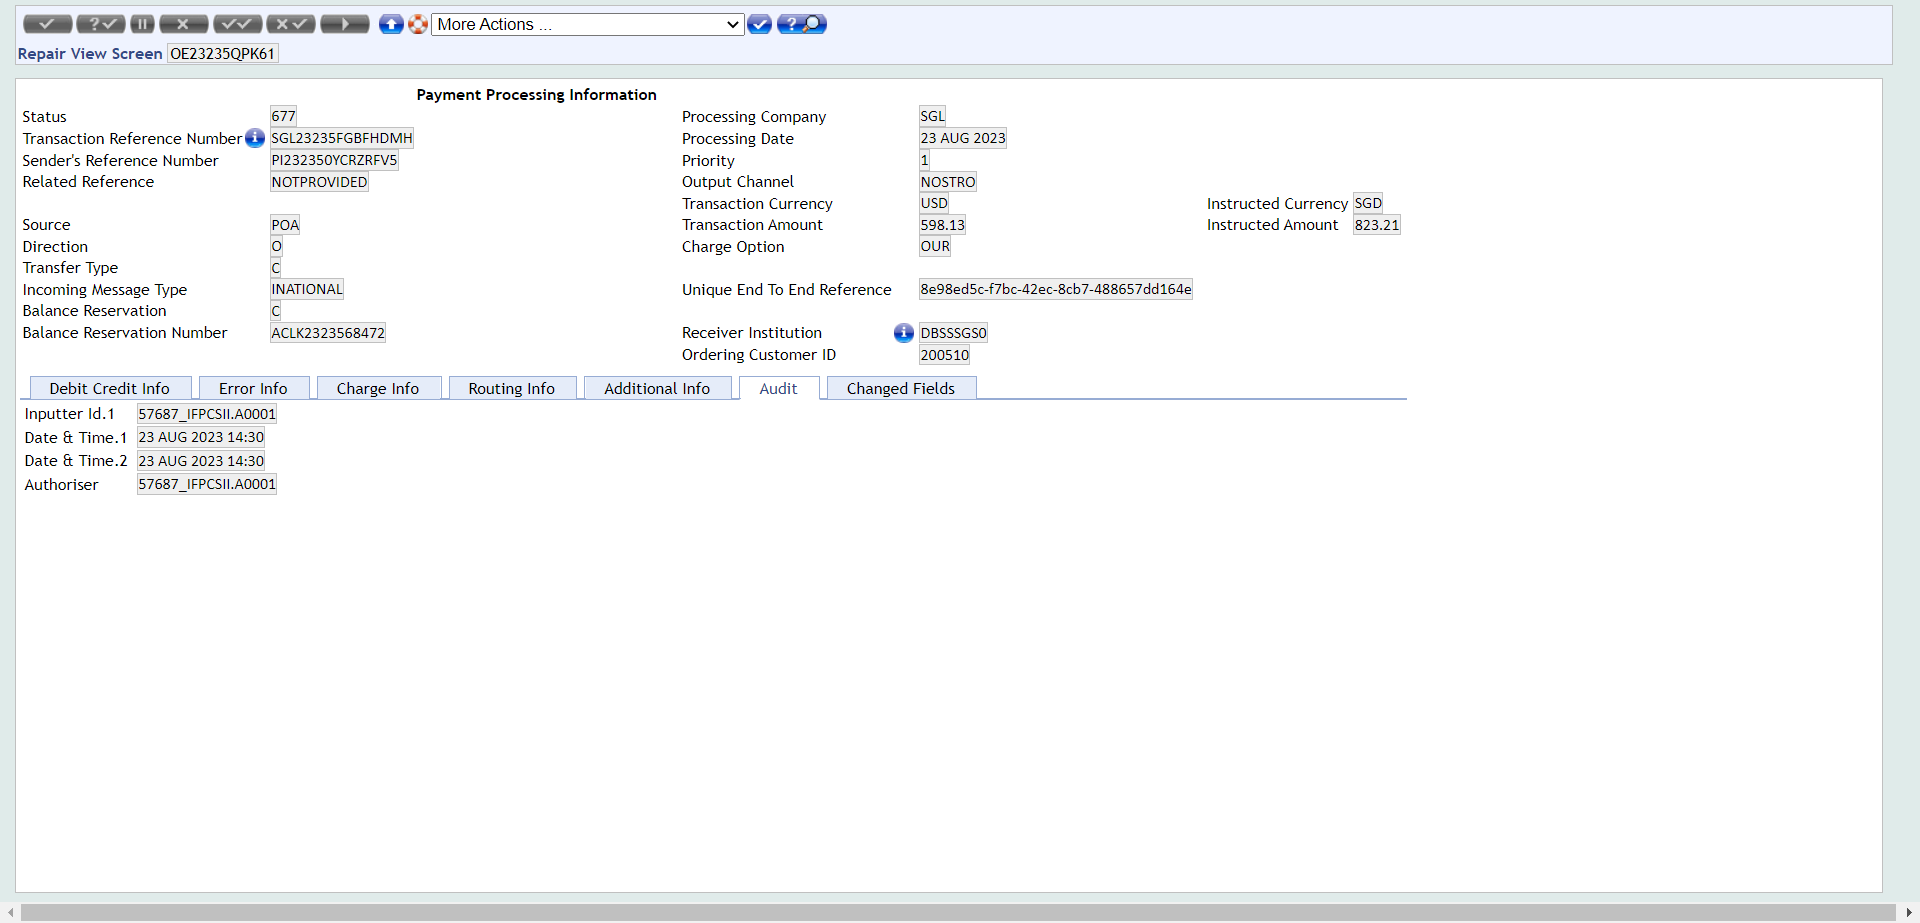 More Actions ...
Repair View Screen OE23235QPK61
Payment Processing Information
Status 677 Processing Company SGL
Transaction Reference Number SGL23235FGBFHDMH Processing Date 23 AUG 2023
Sender's Reference Number PI232350YCRZRFV5 Priority 1
Related Reference NOTPROVIDED Output Channel NOSTRO
Transaction Currency USD Instructed Currency SGD
Source POA Transaction Amount 598.13 Instructed Amount 823.21
Direction O Charge Option OUR
Transfer Type C
Incoming Message Type INATIONAL Unique End To End Reference 8e98ed5c-f7bc-42ec-8cb7-488657dd164e
Balance Reservation C
Balance Reservation Number ACLK2323568472 Receiver Institution DBSSSGS0
Ordering Customer ID 200510
Debit Credit Info Error Info Charge Info Routing Info Additional Info Audit Changed Fields
Inputter Id.1 57687_IFPCSII.A0001
Date & Time.1 23 AUG 2023 14:30
Date & Time.2 23 AUG 2023 14:30
Authoriser 57687_IFPCSII.A0001